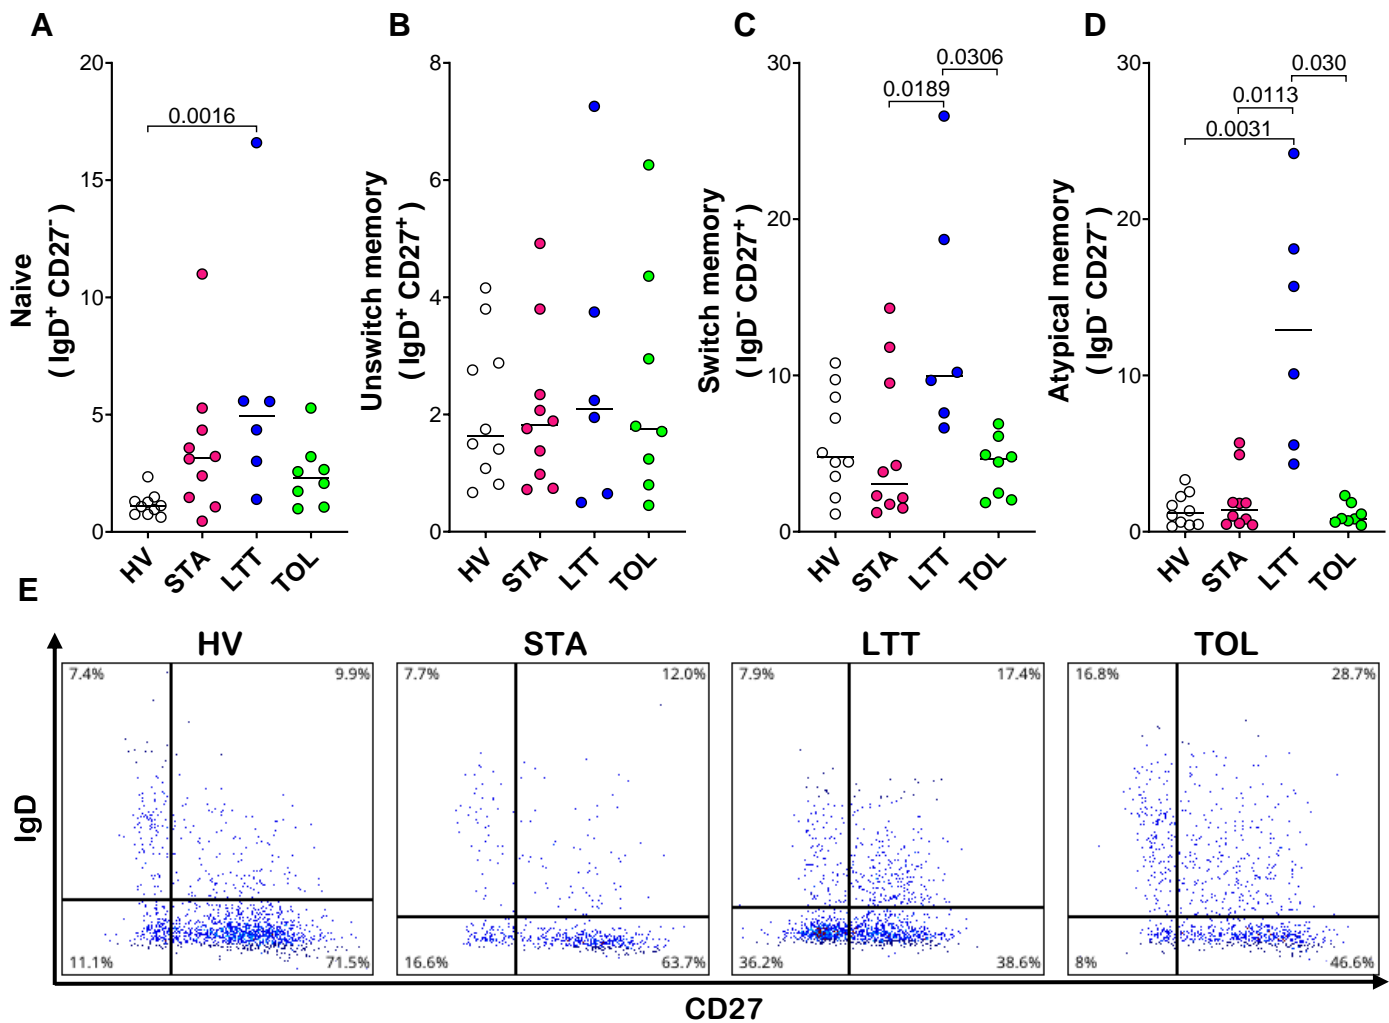 A
B
C
D
Naive
( IgD+ CD27- )
20
15
10
5
0
0.0016
HV
STA
LTT
TOL
Unswitch memory
( IgD+ CD27+ )
8
6
4
2
0
HV
STA
LTT
TOL
Switch memory
( IgD- CD27+ )
30
20
10
0
0.0306
0.0189
HV
STA
LTT
TOL
Atypical memory
( IgD- CD27- )
30
20
10
0
0.030
0.0113
0.0031
HV
STA
LTT
TOL
E
HV
STA
LTT
TOL
7.4%
9.9%
11.1%
71.5%
7.7%
12.0%
16.6%
63.7%
7.9%
17.4%
36.2%
38.6%
16.8%
28.7%
8%
46.6%
IgD
CD27